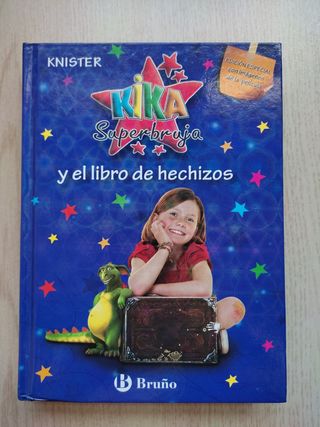 KNISTER
EDICIÓN ESPECIAL
con imágenes
de la película
KIKA
Superbruja
y el libro de hechizos
B Bruño